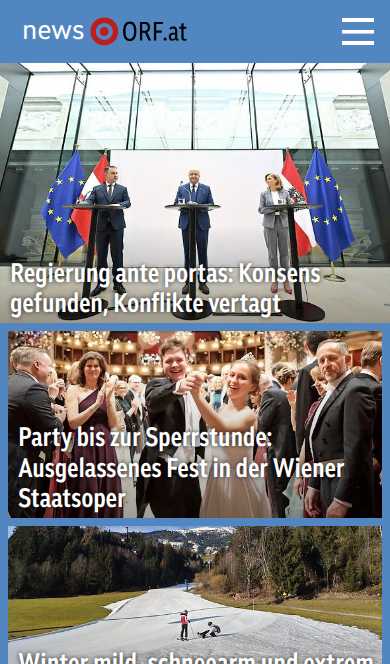 news ORF.at
Regierung ante portas: Konsens
gefunden, Konflikte vertagt
Party bis zur Sperrstunde:
Ausgelassenes Fest in der Wiener
Staatsoper
Winter mild, schneearm und extrem